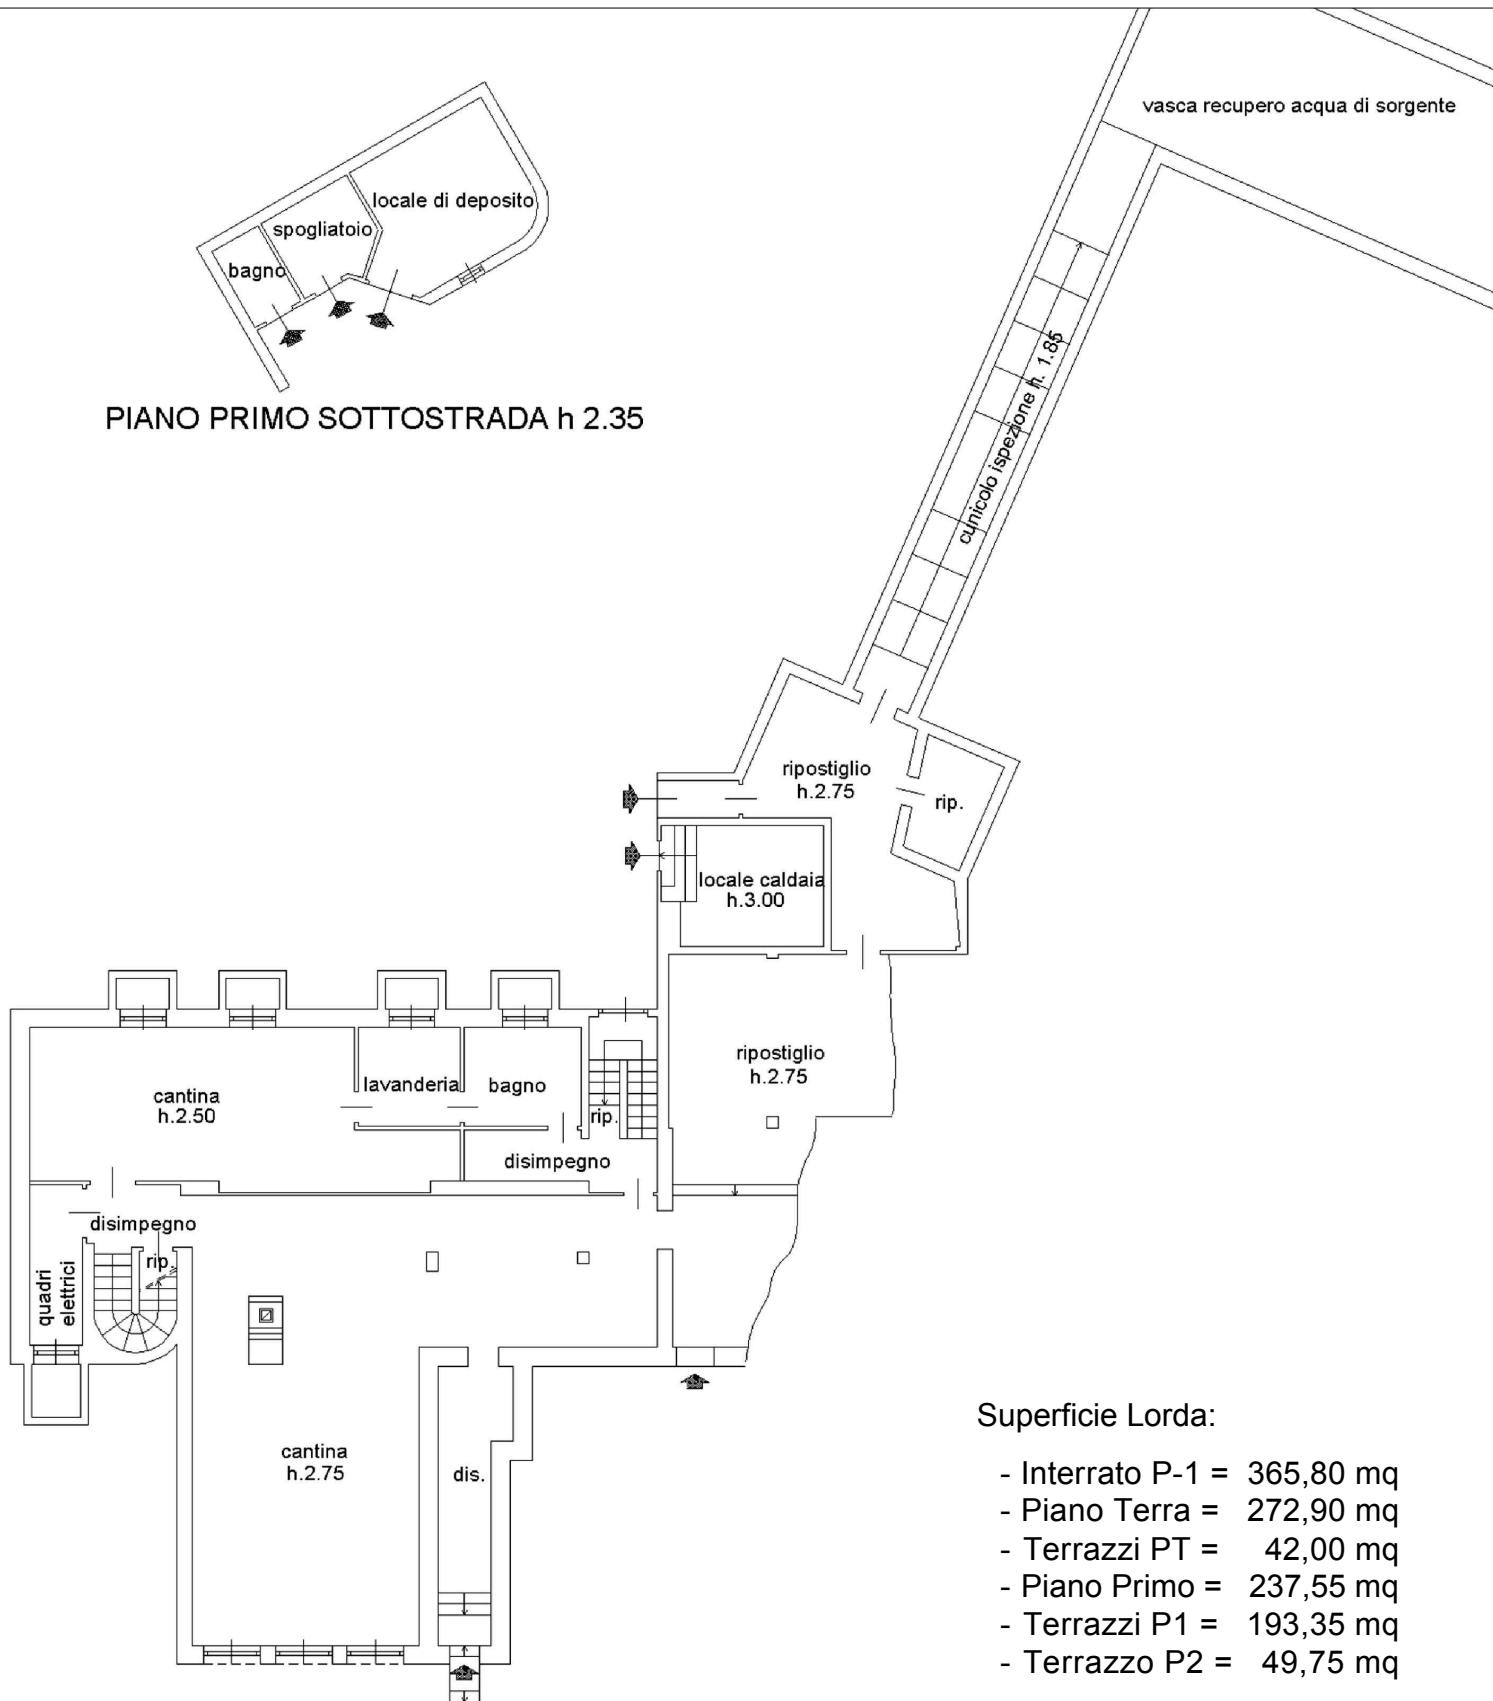 vasca recupero acqua di sorgente
locale di deposito
spogliatoio
bagno
PIANO PRIMO SOTTOSTRADA h 2.35
cunicolo ispezione h. 1.85
ripostiglio
h.2.75
rip.
locale caldaia
h.3.00
ripostiglio
h.2.75
cantina
h.2.50
lavanderia
bagno
rip.
disimpegno
disimpegno
rip.
quadri
elettrici
cantina
h.2.75
dis.
Superficie Lorda:
- Interrato P-1 = 365,80 mq
- Piano Terra = 272,90 mq
- Terrazzi PT = 42,00 mq
- Piano Primo = 237,55 mq
- Terrazzi P1 = 193,35 mq
- Terrazzo P2 = 49,75 mq